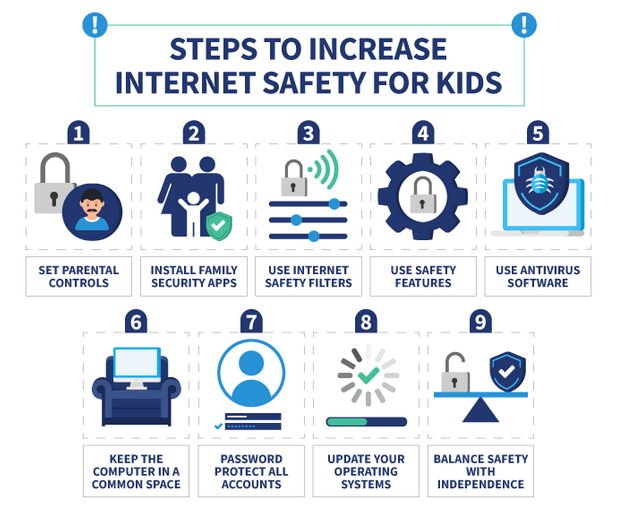 !
!
STEPS TO INCREASE
INTERNET SAFETY FOR KIDS
1
SET PARENTAL
CONTROLS
2
INSTALL FAMILY
SECURITY APPS
3
USE INTERNET
SAFETY FILTERS
4
USE SAFETY
FEATURES
5
USE ANTIVIRUS
SOFTWARE
6
KEEP THE
COMPUTER IN A
COMMON SPACE
7
PASSWORD
PROTECT ALL
ACCOUNTS
8
UPDATE YOUR
OPERATING
SYSTEMS
9
BALANCE SAFETY
WITH
INDEPENDENCE